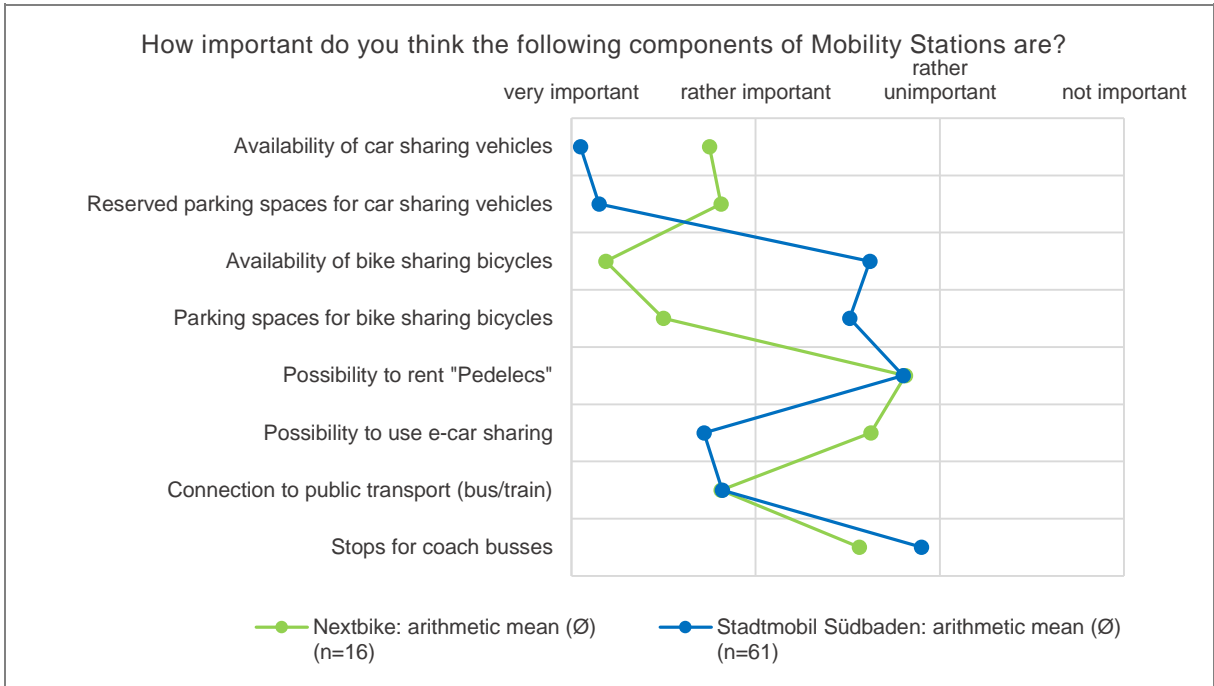 How important do you think the following components of Mobility Stations are?
very important
rather important
rather
unimportant
not important
Availability of car sharing vehicles
Reserved parking spaces for car sharing vehicles
Availability of bike sharing bicycles
Parking spaces for bike sharing bicycles
Possibility to rent "Pedelecs"
Possibility to use e-car sharing
Connection to public transport (bus/train)
Stops for coach busses
Nextbike: arithmetic mean (Ø)
(n=16)
Stadtmobil Südbaden: arithmetic mean (Ø)
(n=61)